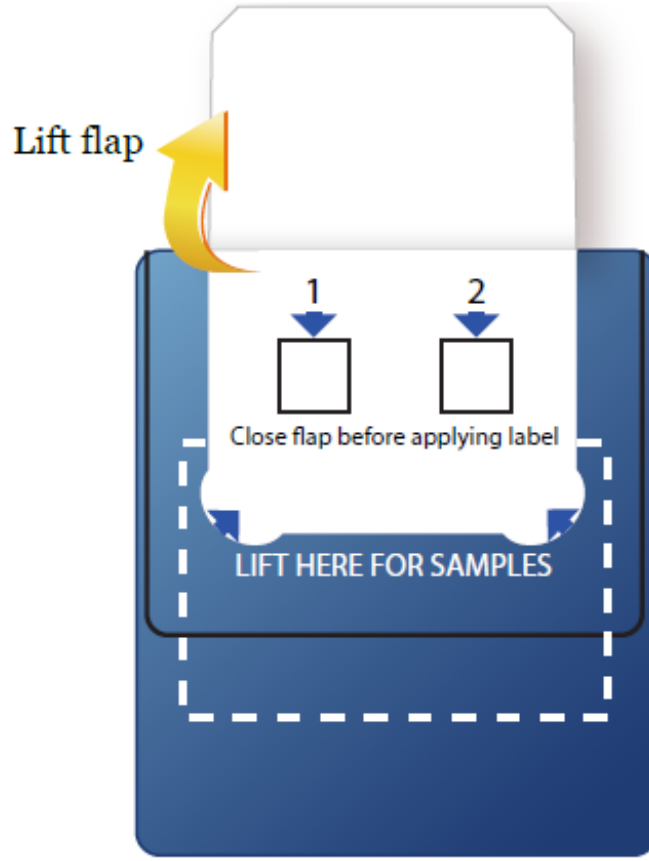 Lift flap
1 2
Close flap before applying label
LIFT HERE FOR SAMPLES